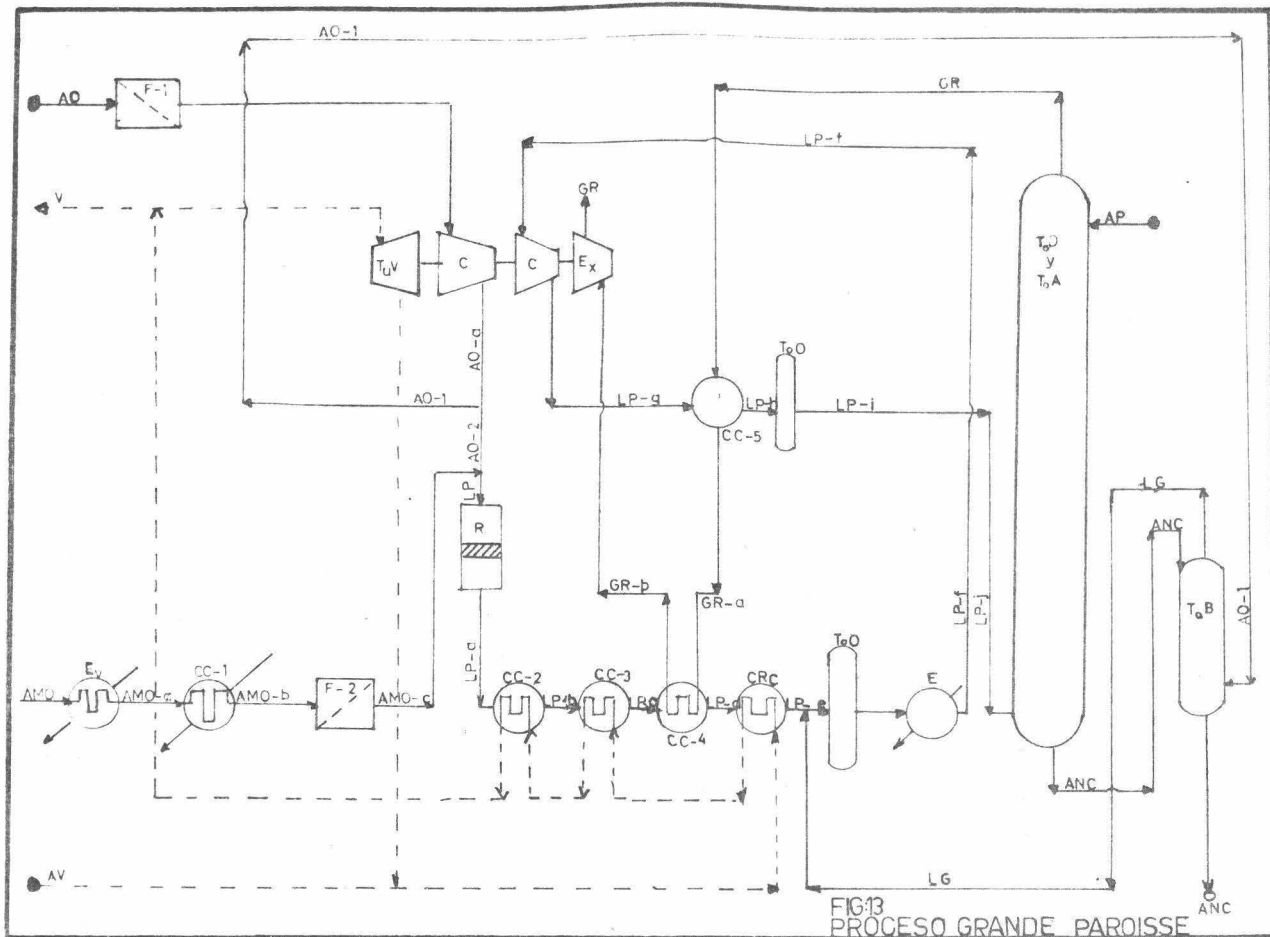 AO-1
AO
F-1
GR
LP-f
V
GR
AP
TuV
C
C
Ex
ToD
y
ToA
AO-a
ToO
AO-1
LP-g
LP-h
LP-i
CC-5
AO-2
LP
R
LG
ANC
GR-b
GR-a
ToB
AO-1
LP-f
LP-j
LP-a
ToO
Ev
CC-1
CC-2
CC-3
CRC
AMO
AMO-a
AMO-b
F-2
AMO-c
LP-b
LP-e
E
CC-4
ANC
AV
LG
ANC
FIG:13
PROCESO GRANDE PAROISSE